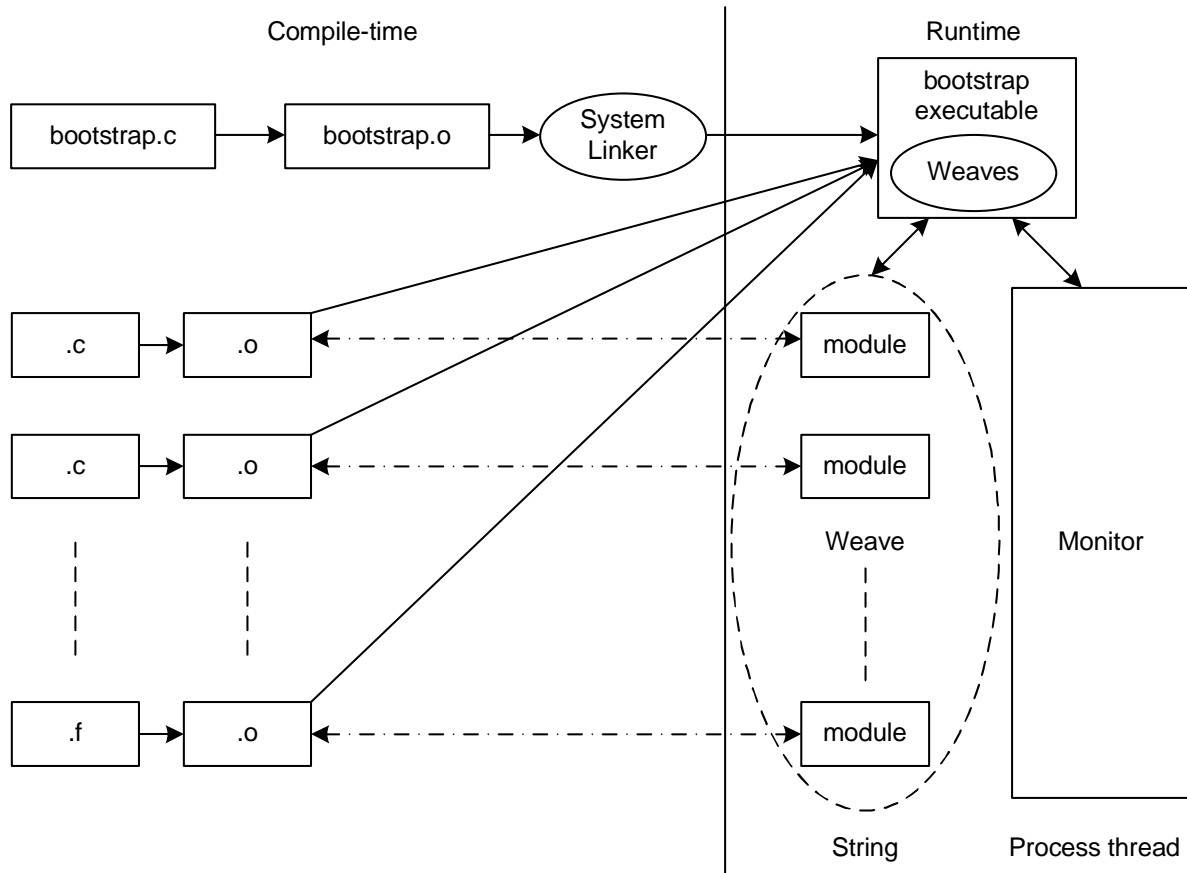 Compile-time
Runtime
bootstrap.c
bootstrap.o
System
Linker
bootstrap
executable
Weaves
.c
.o
module
.c
.o
module
Weave
Monitor
.f
.o
module
String
Process thread